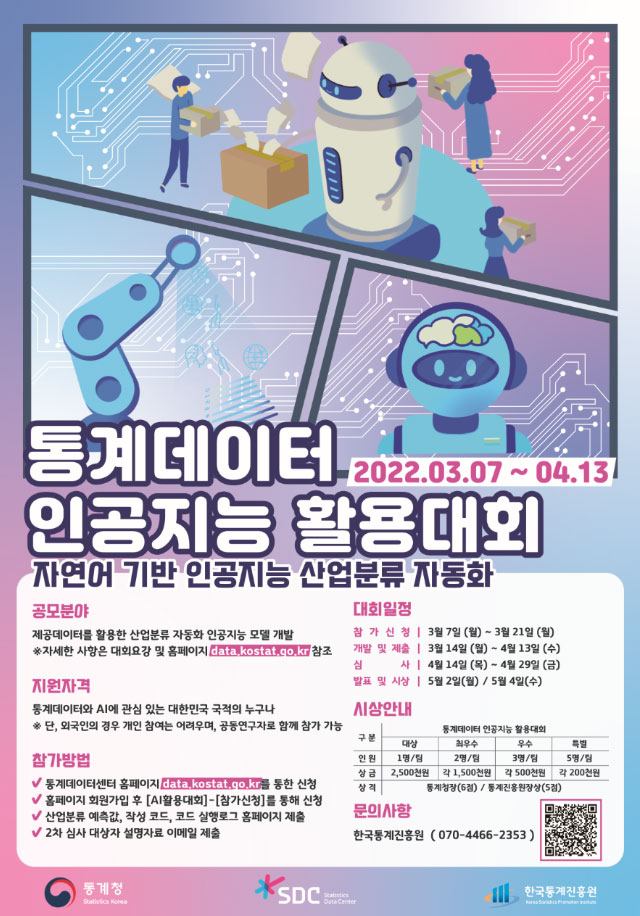 통계데이터
2022.03.07 ~ 04.13
인공지능 활용대회
자연어 기반 인공지능 산업분류 자동화
공모분야
제공데이터를 활용한 산업분류 자동화 인공지능 모델 개발
※자세한 사항은 대회요강 및 홈페이지 data.kostat.go.kr 참조
지원자격
통계데이터와 AI에 관심 있는 대한민국 국적의 누구나
※ 단, 외국인의 경우 개인 참여는 어려우며, 공동연구자로 함께 참가 가능
참가방법
✔ 통계데이터센터 홈페이지 data.kostat.go.kr를 통한 신청
✔ 홈페이지 회원가입 후 [AI활용대회]-[참가신청]를 통해 신청
✔ 산업분류 예측값, 작성 코드, 코드 실행로그 홈페이지 제출
✔ 2차 심사 대상자 설명자료 이메일 제출
대회일정
참가신청 | 3월 7일 (월) ~ 3월 21일 (월)
개발 및 제출 | 3월 14일 (월) ~ 4월 13일 (수)
심사 | 4월 14일 (목) ~ 4월 29일 (금)
발표 및 시상 | 5월 2일(월) / 5월 4일(수)
시상안내
구분 통계데이터 인공지능 활용대회
대상 최우수 우수 특별
인원 1명/팀 2명/팀 3명/팀 5명/팀
상금 2,500천원 각 1,500천원 각 500천원 각 200천원
상격 통계청장(6점) / 통계진흥원장상(5점)
문의사항
한국통계진흥원 ( 070-4466-2353 )
통계청
Statistics Korea
SDC Statistics
Data Center
한국통계진흥원
Korea Statistics Promotion Institute